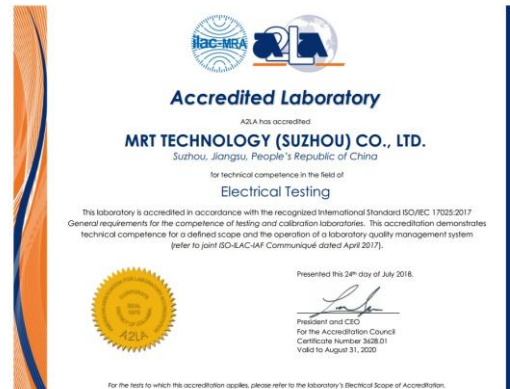 ilac-MRA
A2LA
Accredited Laboratory
A2LA has accredited
MRT TECHNOLOGY (SUZHOU) CO., LTD.
Suzhou, Jiangsu, People's Republic of China
for technical competence in the field of
Electrical Testing
This laboratory is accredited in accordance with the recognized International Standard ISO/IEC 17025:2017
General requirements for the competence of testing and calibration laboratories. This accreditation demonstrates
technical competence for a defined scope and the operation of a laboratory quality management system
(refer to joint ISO-ILAC-IAF Communiqué dated April 2017).
Presented this 24th day of July 2018.
President and CEO
For the Accreditation Council
Certificate Number 3628.01
Valid to August 31, 2020
CORPORATE
SEAL
1978
A2LA
For the tests to which this accreditation applies, please refer to the laboratory's Electrical Scope of Accreditation.